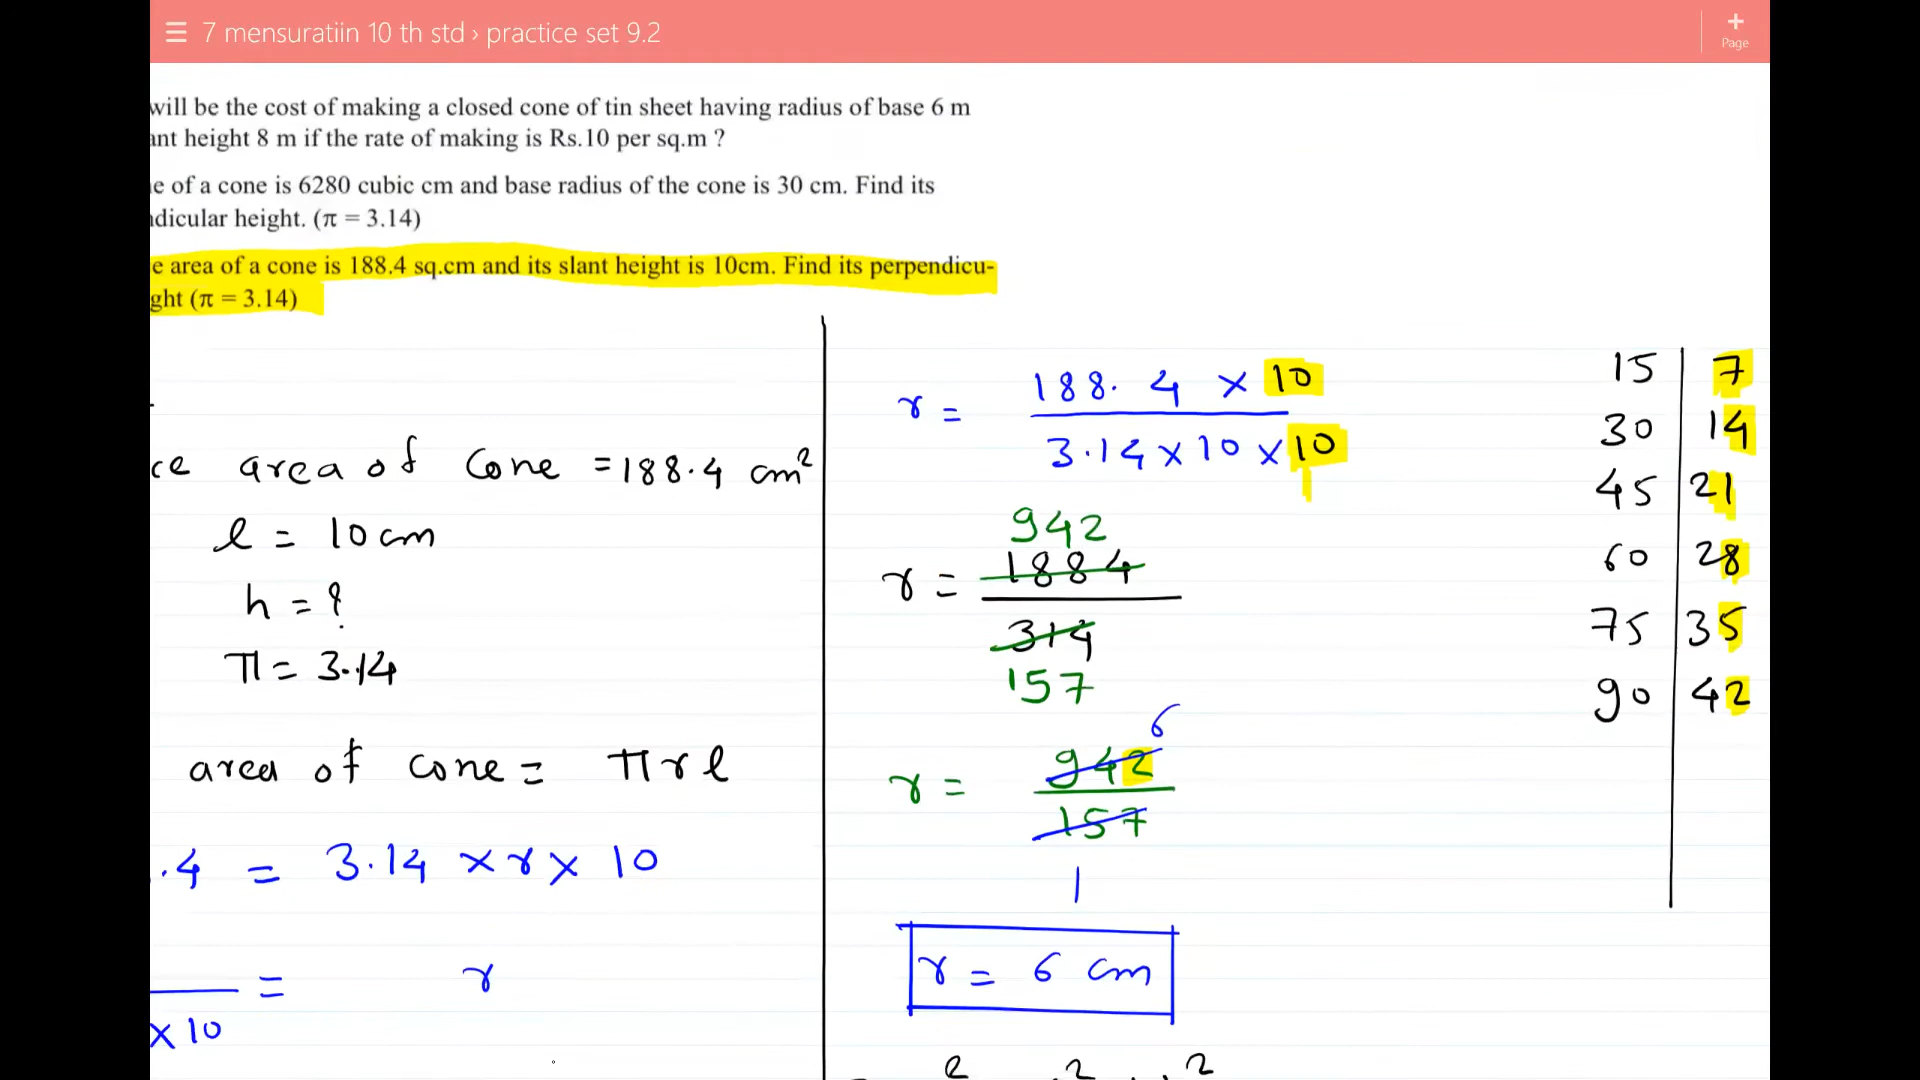 7 mensuratiin 10 th std › practice set 9.2
+
Page
will be the cost of making a closed cone of tin sheet having radius of base 6 m
ant height 8 m if the rate of making is Rs.10 per sq.m ?
e of a cone is 6280 cubic cm and base radius of the cone is 30 cm. Find its
dicular height. (π = 3.14)
e area of a cone is 188.4 sq.cm and its slant height is 10cm. Find its perpendicu-
ght (π = 3.14)
ce area of Cone = 188.4 cm²
l = 10 cm
h = ?
π = 3.14
area of cone = π r l
.4 = 3.14 × r × 10
= r
× 10
r = 188.4 × 10
3.14 × 10 × 10
942
r = 1884
314
157
6
r = 942
157
1
r = 6 cm
2 2
15 7
30 14
45 21
60 28
75 35
90 42